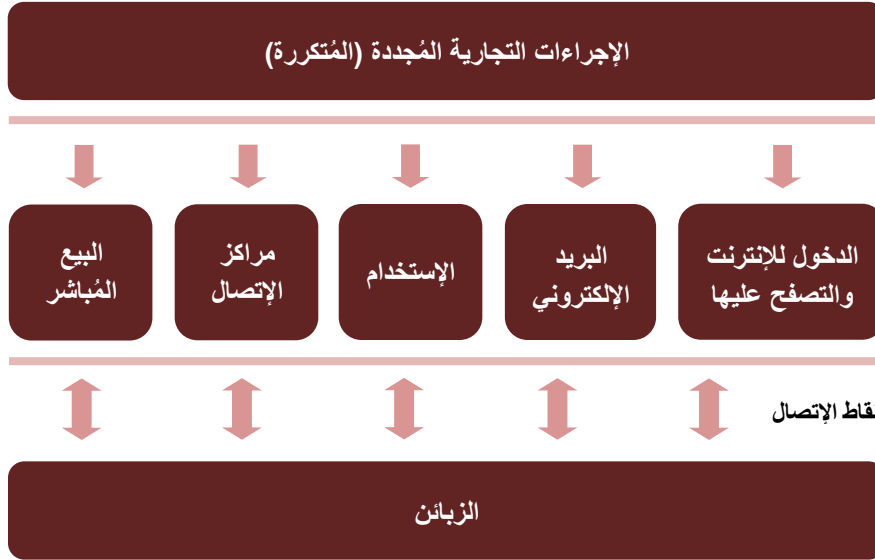 الإجراءات التجارية المُجددة (المُتكررة)
الدخول للإنترنت
والتصفح عليها
البريد
الإلكتروني
الإستخدام
مراكز
الإتصال
البيع
المُباشر
الإتصال
الزبائن